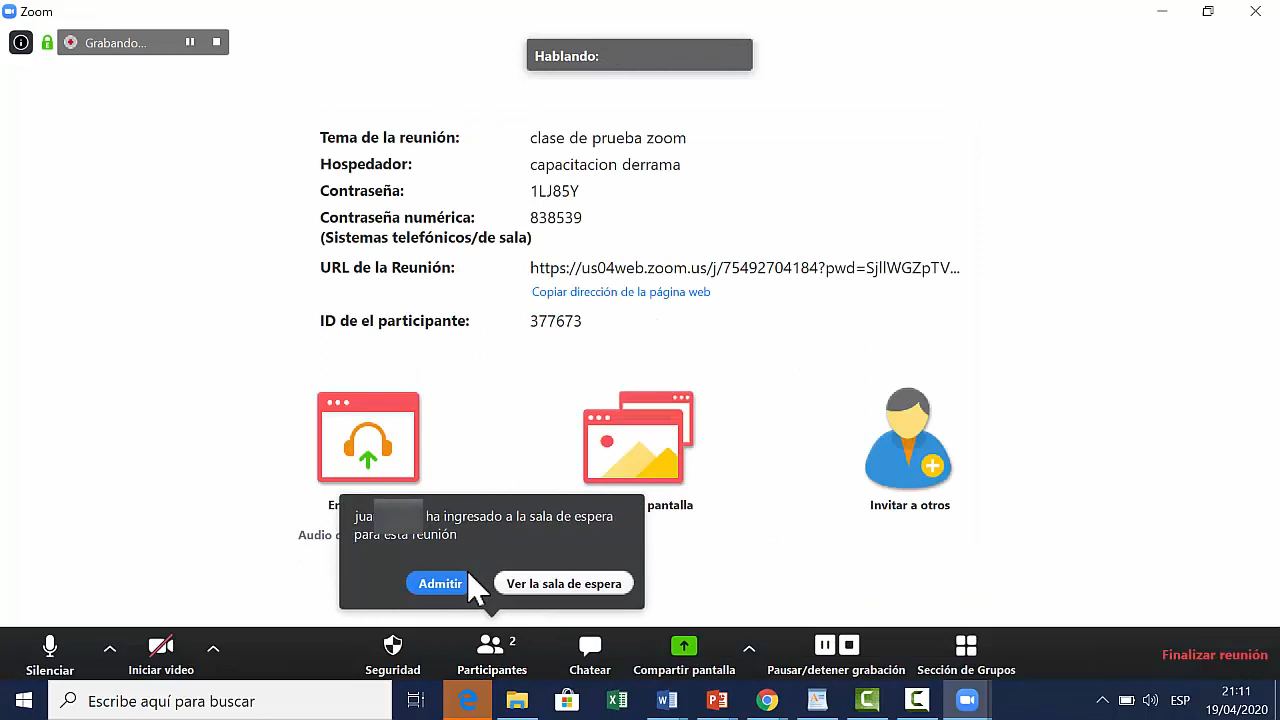 Zoom
Grabando...
Hablando:
Tema de la reunión: clase de prueba zoom
Hospedador: capacitacion derrama
Contraseña: 1LJ85Y
Contraseña numérica: 838539
(Sistemas telefónicos/de sala)
URL de la Reunión: https://us04web.zoom.us/j/75492704184?pwd=SjllWGZpTV...
Copiar dirección de la página web
ID de el participante: 377673
pantalla
Invitar a otros
Audio
jua ha ingresado a la sala de espera
para esta reunión
Admitir Ver la sala de espera
2
Silenciar Iniciar video Seguridad Participantes Chatear Compartir pantalla Pausar/detener grabación Sección de Grupos Finalizar reunión
Escribe aquí para buscar
ESP
21:11
19/04/2020